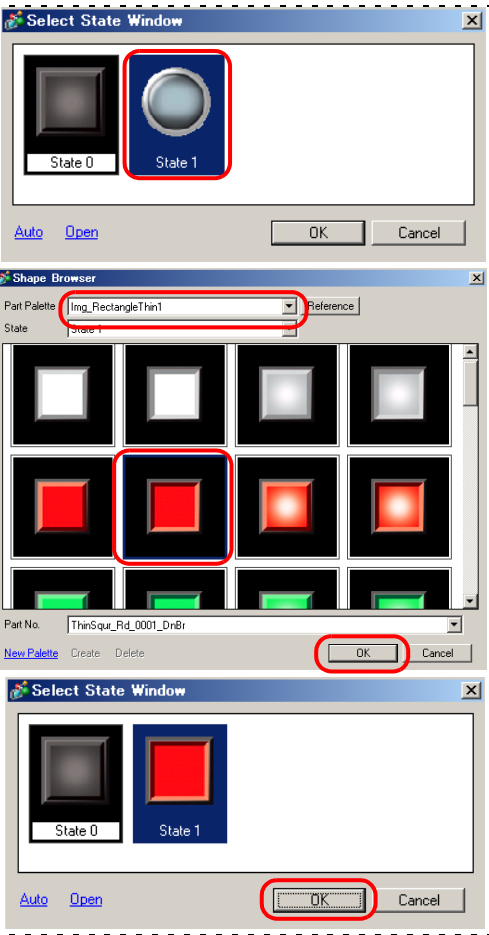 Select State Window
State 0 State 1
Auto Open OK Cancel
Shape Browser
Part Palette Img_RectangleThin1 Reference
State State 1
Part No. ThinSqur_Rd_0001_DnBr
New Palette Create Delete OK Cancel
Select State Window
State 0 State 1
Auto Open OK Cancel